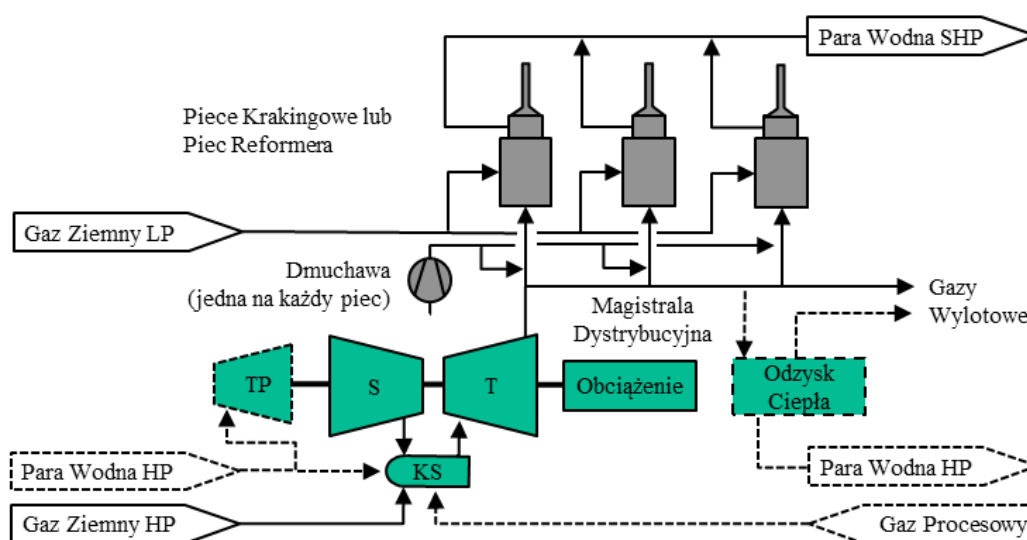 Para Wodna SHP
Piece Krakingowe lub
Piec Reformera
Gaz Ziemny LP
Dmuchawa
(jedna na każdy piec)
Magistrala
Dystrybucyjna
Gazy
Wylotowe
TP
S
T
Obciążenie
Odzysk
Ciepła
Para Wodna HP
KS
Para Wodna HP
Gaz Ziemny HP
Gaz Procesowy